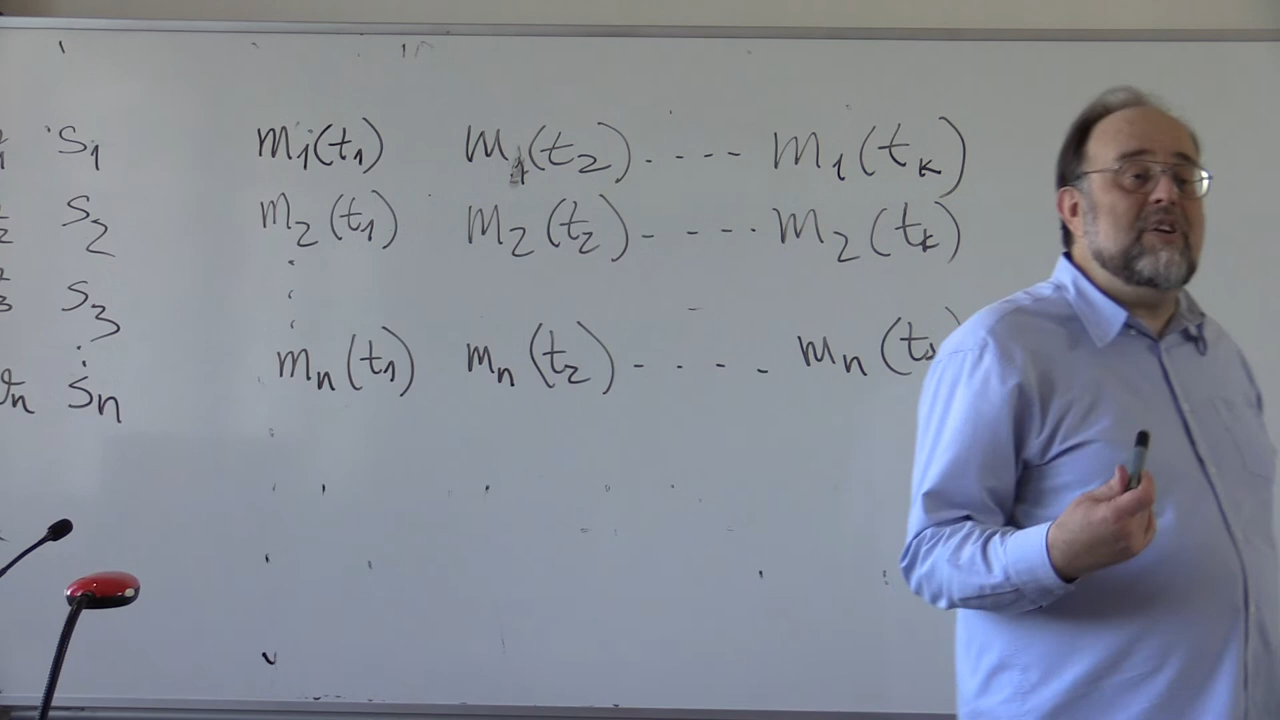 s₁ m₁(t₁) m₁(t₂) . - - - - m₁(tₖ)
s₂ m₂(t₁) m₂(t₂) - - - - . m₂(tₖ)
s₃
sₙ mₙ(t₁) mₙ(t₂) - . . - mₙ(t